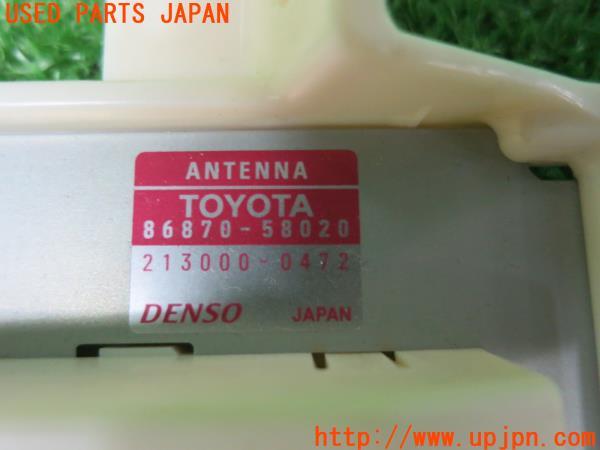 USED PARTS JAPAN
ANTENNA
TOYOTA
86870-58020
213000-0472
DENSO JAPAN
http://www.upjpn.com/